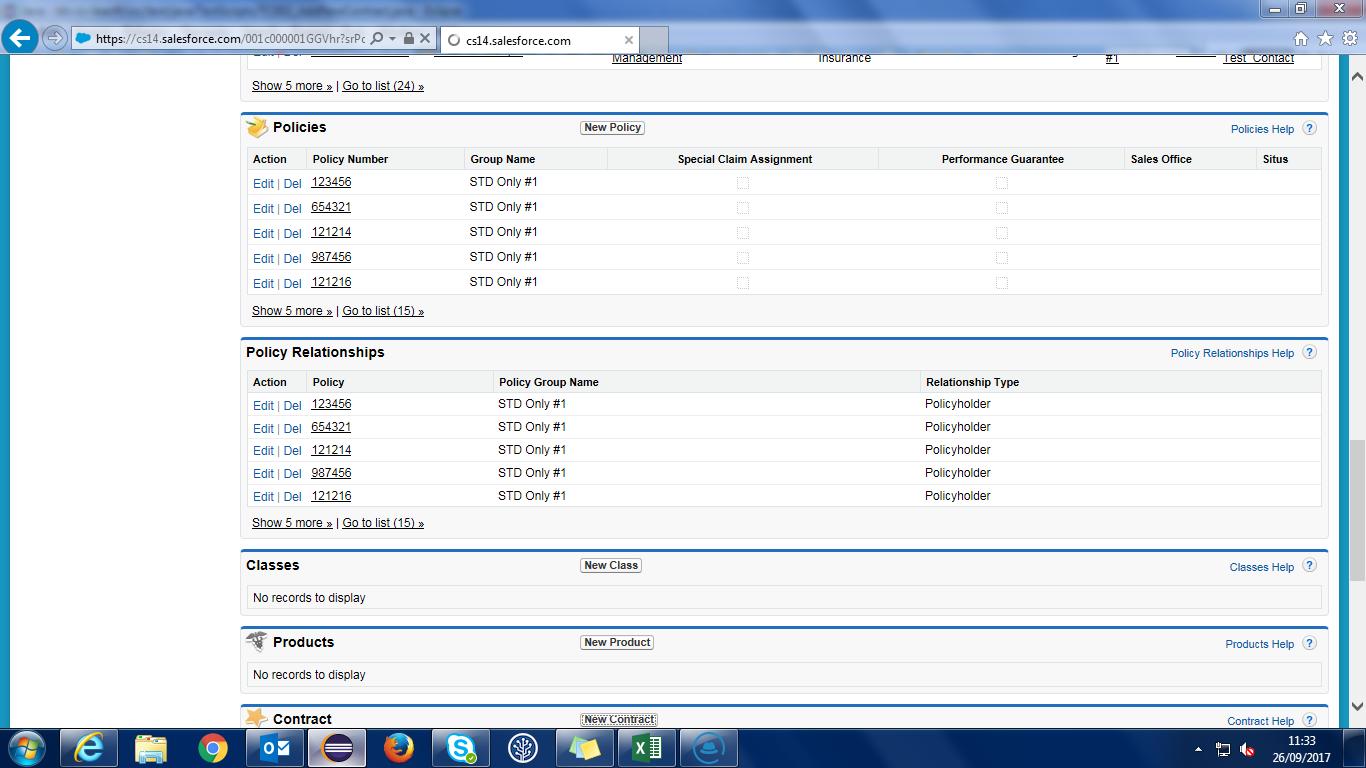 https://cs14.salesforce.com/001c000001GGVhr?srPc
cs14.salesforce.com
Management Insurance #1 Test Contact
Show 5 more » | Go to list (24) »
Policies New Policy Policies Help ?
Action Policy Number Group Name Special Claim Assignment Performance Guarantee Sales Office Situs
Edit | Del 123456 STD Only #1
Edit | Del 654321 STD Only #1
Edit | Del 121214 STD Only #1
Edit | Del 987456 STD Only #1
Edit | Del 121216 STD Only #1
Show 5 more » | Go to list (15) »
Policy Relationships Policy Relationships Help ?
Action Policy Policy Group Name Relationship Type
Edit | Del 123456 STD Only #1 Policyholder
Edit | Del 654321 STD Only #1 Policyholder
Edit | Del 121214 STD Only #1 Policyholder
Edit | Del 987456 STD Only #1 Policyholder
Edit | Del 121216 STD Only #1 Policyholder
Show 5 more » | Go to list (15) »
Classes New Class Classes Help ?
No records to display
Products New Product Products Help ?
No records to display
Contract New Contract Contract Help ?
11:33
26/09/2017